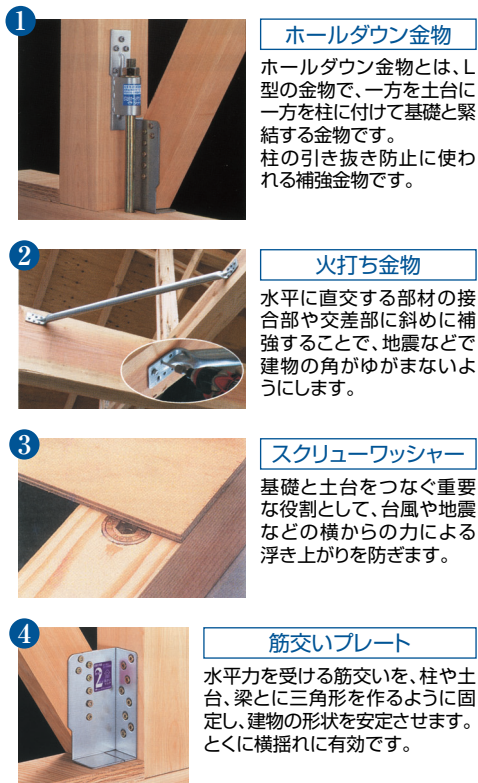 1
ホールダウン金物
ホールダウン金物とは、L
型の金物で、一方を土台に
一方を柱に付けて基礎と緊
結する金物です。
柱の引き抜き防止に使わ
れる補強金物です。
2
火打ち金物
水平に直交する部材の接
合部や交差部に斜めに補
強することで、地震などで
建物の角がゆがまないよ
うにします。
3
スクリューワッシャー
基礎と土台をつなぐ重要
な役割として、台風や地震
などの横からの力による
浮き上がりを防ぎます。
4
2
筋交いプレート
水平力を受ける筋交いを、柱や土
台、梁とに三角形を作るように固
定し、建物の形状を安定させます。
とくに横揺れに有効です。